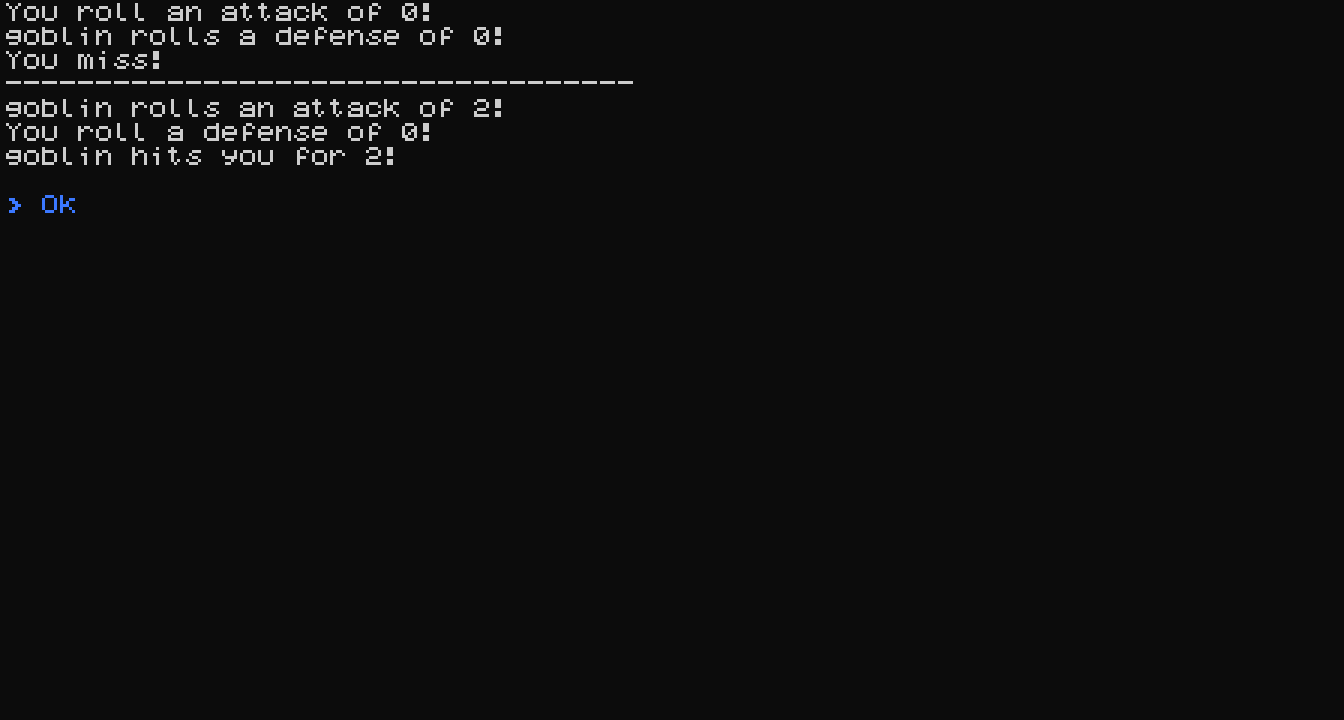 You roll an attack of 0!
goblin rolls a defense of 0!
You miss!
-----------------------------------
goblin rolls an attack of 2!
You roll a defense of 0!
goblin hits you for 2!
> Ok